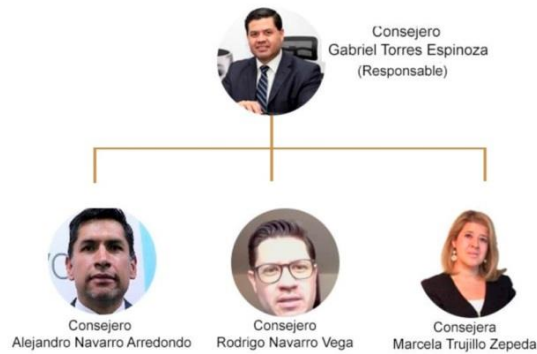 Consejero
Gabriel Torres Espinoza
(Responsable)
Consejero
Alejandro Navarro Arredondo
Consejero
Rodrigo Navarro Vega
Consejera
Marcela Trujillo Zepeda